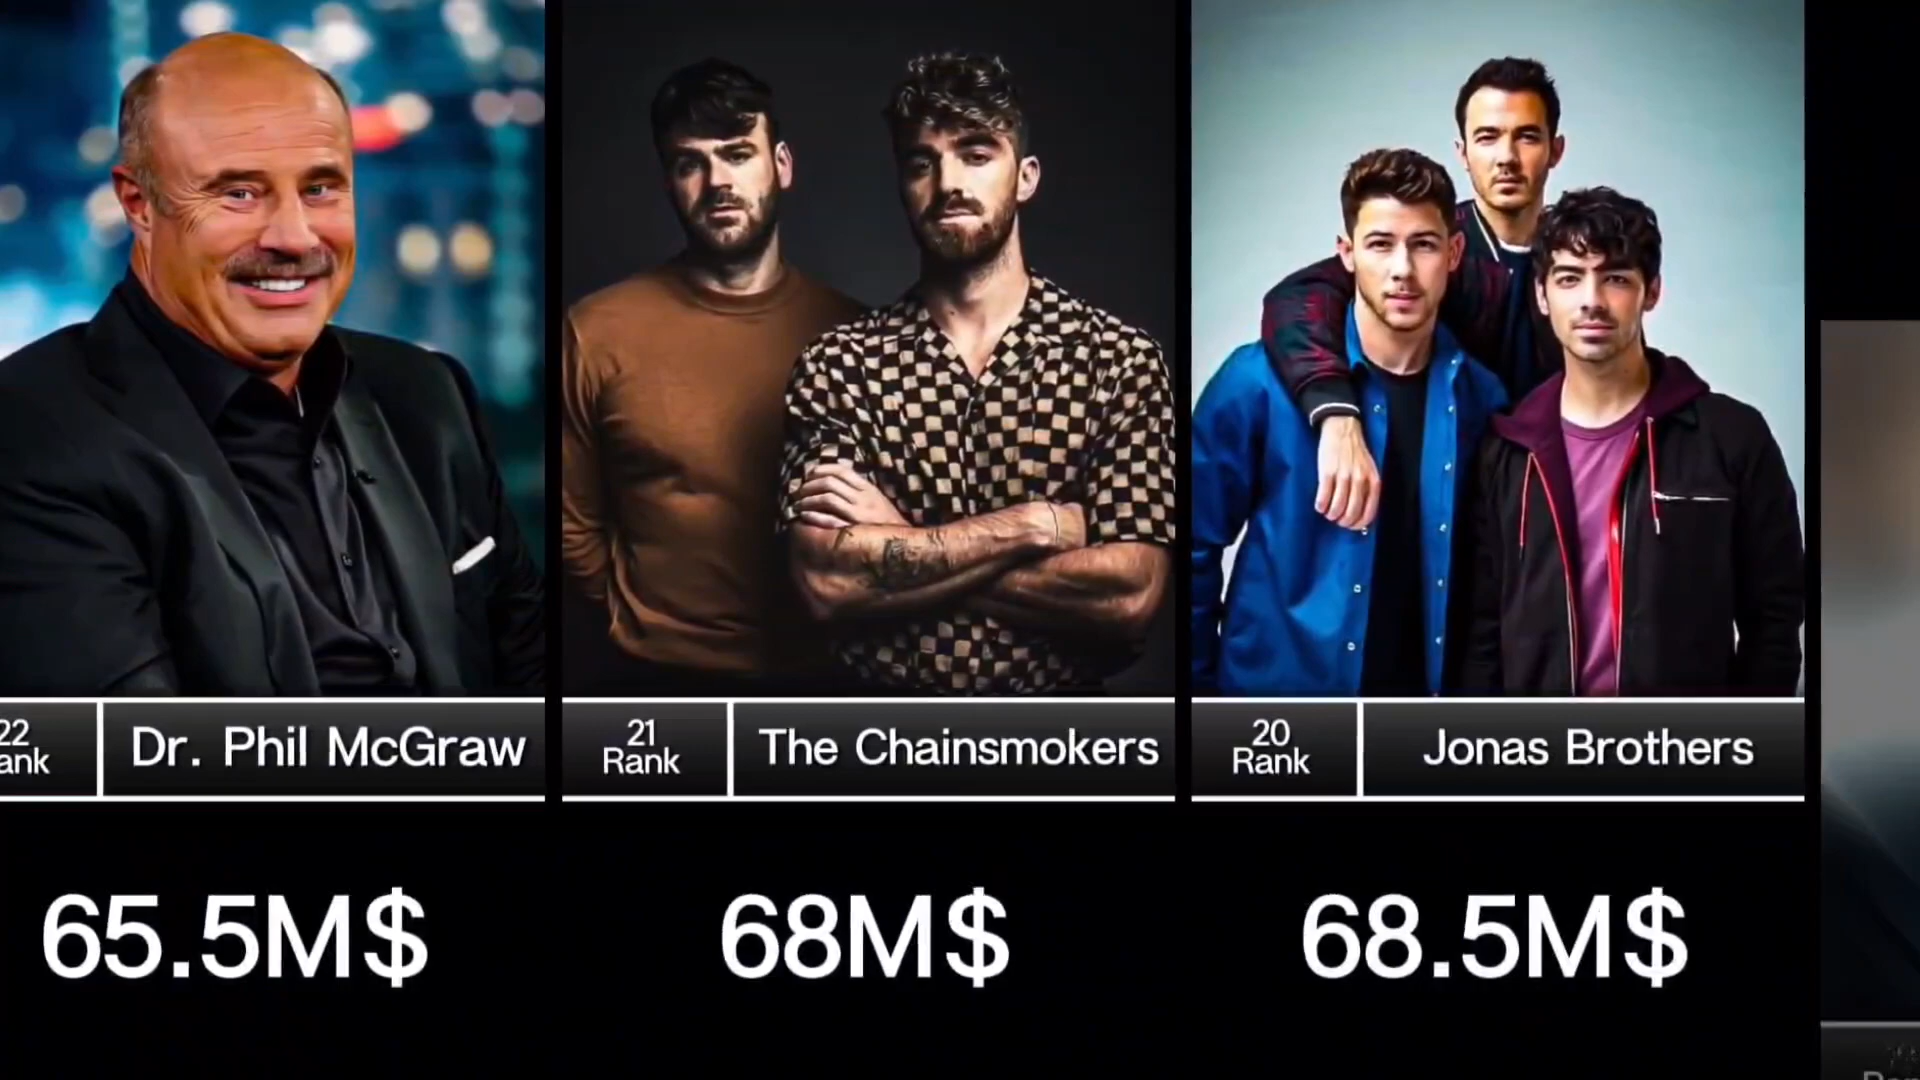 22
ank
Dr. Phil McGraw
21
Rank
The Chainsmokers
20
Rank
Jonas Brothers
65.5M$
68M$
68.5M$